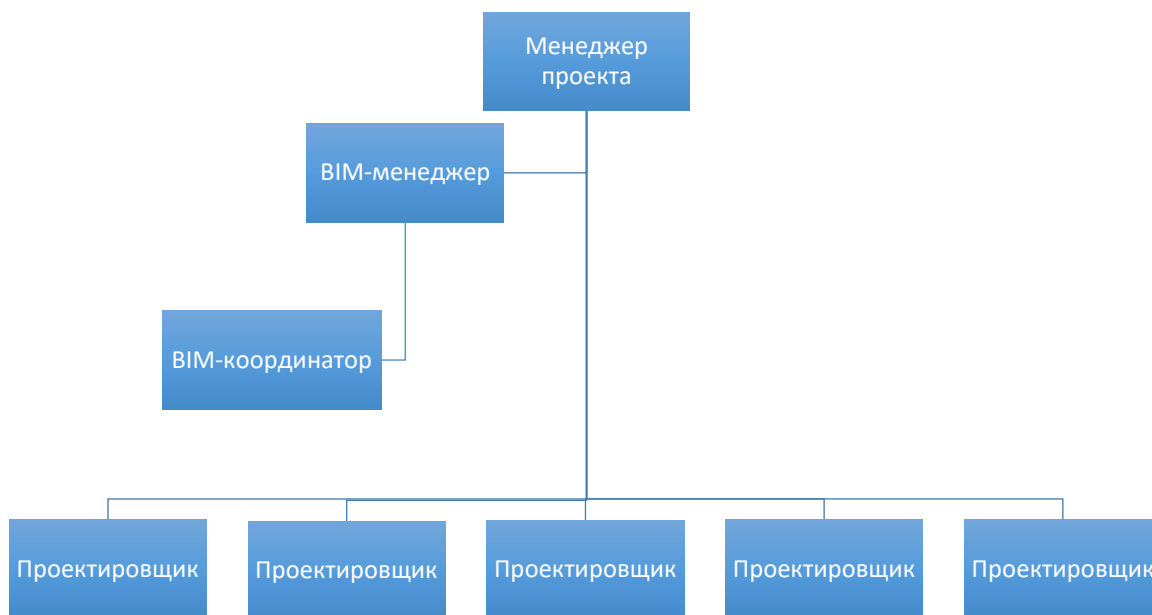 Менеджер
проекта
BIM-менеджер
BIM-координатор
Проектировщик
Проектировщик
Проектировщик
Проектировщик
Проектировщик